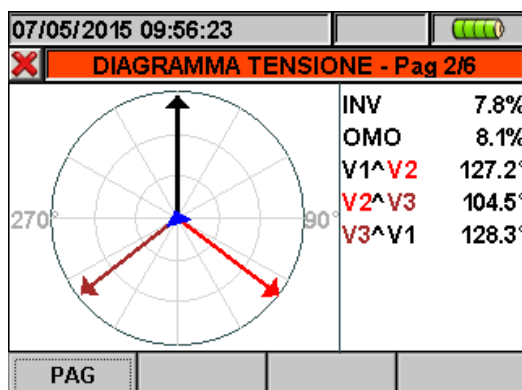 07/05/2015 09:56:23
DIAGRAMMA TENSIONE - Pag 2/6
270°
90°
INV 7.8%
OMO 8.1%
V1^V2 127.2°
V2^V3 104.5°
V3^V1 128.3°
PAG